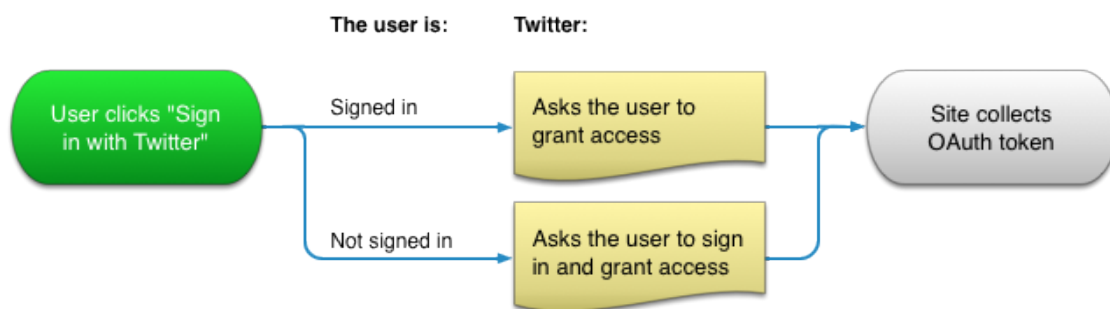 The user is: Twitter:
User clicks "Sign
in with Twitter"
Signed in
Asks the user to
grant access
Site collects
OAuth token
Not signed in
Asks the user to sign
in and grant access